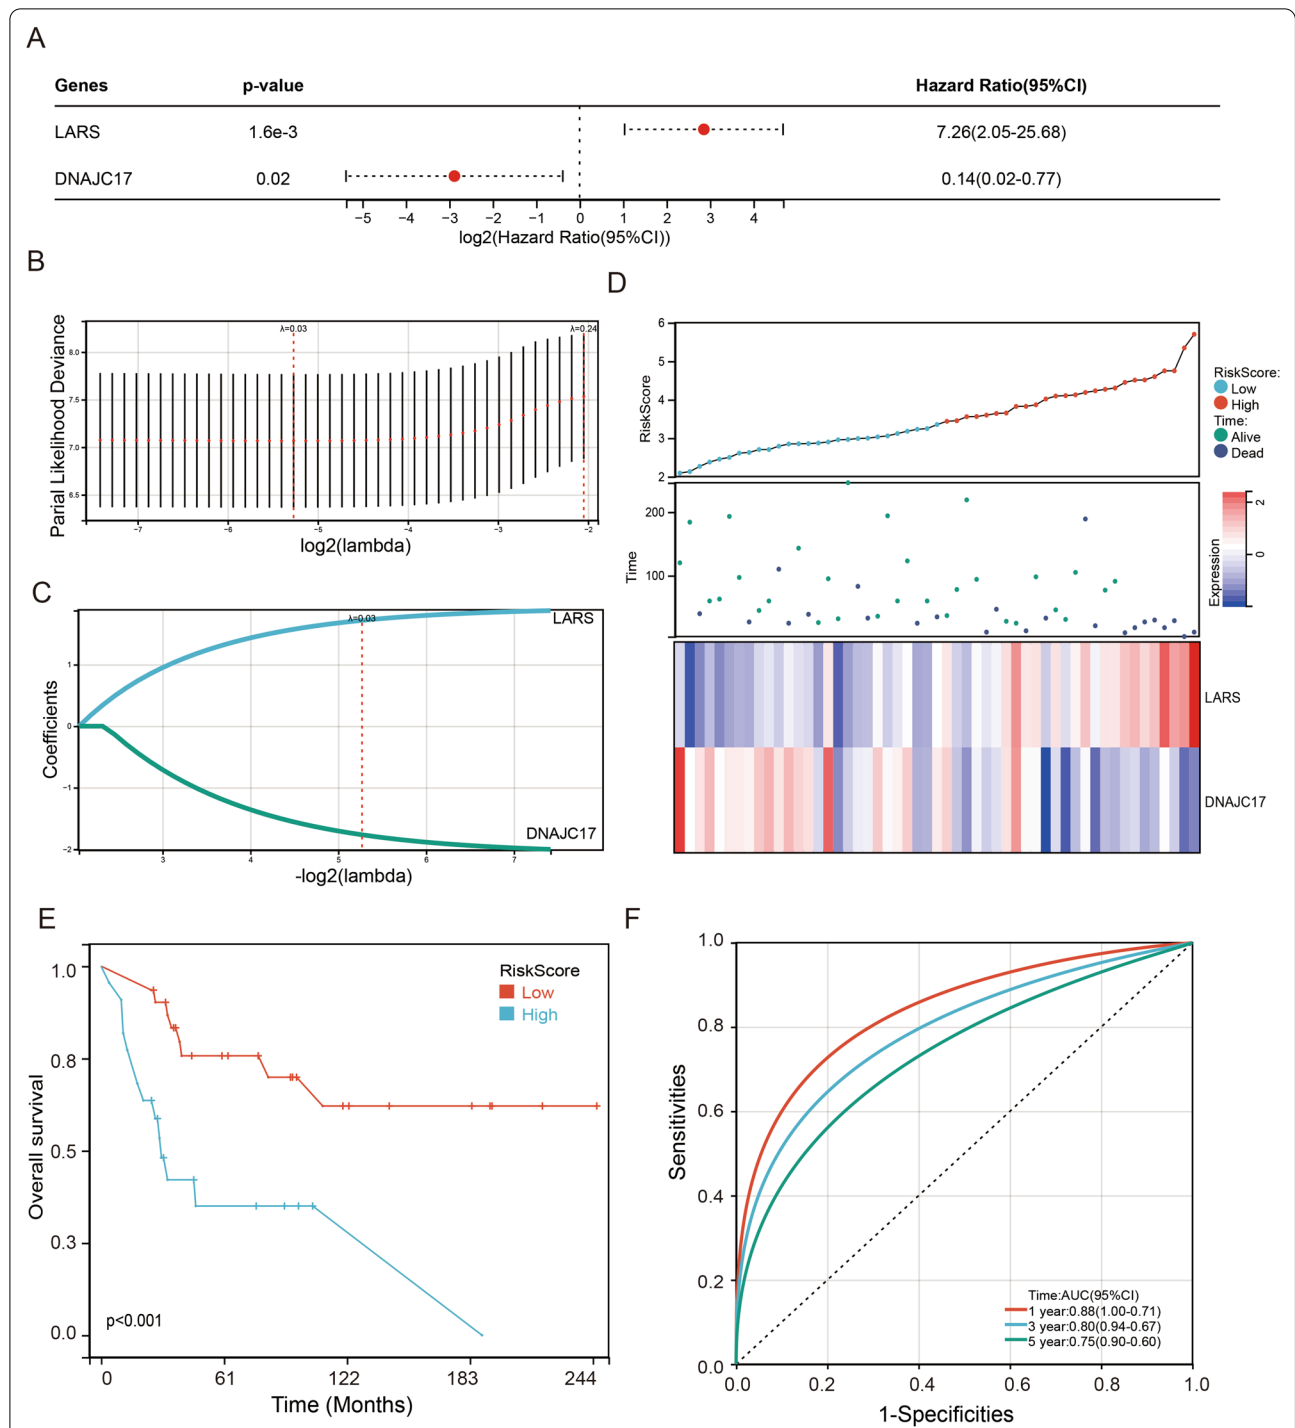 A
Genes p-value Hazard Ratio(95%CI)
LARS 1.6e-3 7.26(2.05-25.68)
DNAJC17 0.02 0.14(0.02-0.77)
−5 −4 −3 −2 −1 0 1 2 3 4
log2(Hazard Ratio(95%CI))
B
Parial Likelihood Deviance
8.0
7.5
7.0
6.5
λ=0.03 λ=0.24
−7 −6 −5 −4 −3 −2
log2(lambda)
C
Coefficients
1
0
−1
−2
λ=0.03
LARS
DNAJC17
3 4 5 6 7
-log2(lambda)
D
RiskScore
6
5
4
3
2
RiskScore:
Low
High
Time:
Alive
Dead
Time
200
100
Expression
2
0
LARS
DNAJC17
E
Overall survival
1.0
0.8
0.5
0.3
0.0
RiskScore
Low
High
p<0.001
0 61 122 183 244
Time (Months)
F
Sensitivities
1.0
0.8
0.6
0.4
0.2
0.0
Time:AUC(95%CI)
1 year:0.88(1.00-0.71)
3 year:0.80(0.94-0.67)
5 year:0.75(0.90-0.60)
0.0 0.2 0.4 0.6 0.8 1.0
1-Specificities